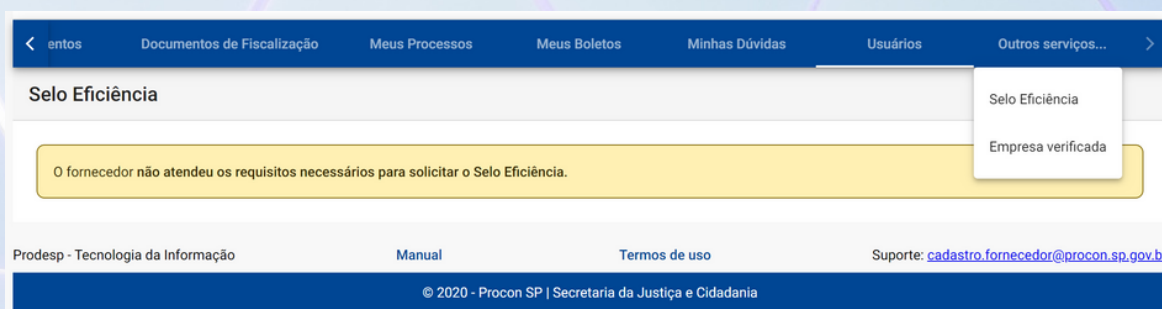 entos Documentos de Fiscalização Meus Processos Meus Boletos Minhas Dúvidas Usuários Outros serviços...
Selo Eficiência
Selo Eficiência
Empresa verificada
O fornecedor não atendeu os requisitos necessários para solicitar o Selo Eficiência.
Prodesp - Tecnologia da Informação Manual Termos de uso Suporte: cadastro.fornecedor@procon.sp.gov.b
© 2020 - Procon SP | Secretaria da Justiça e Cidadania